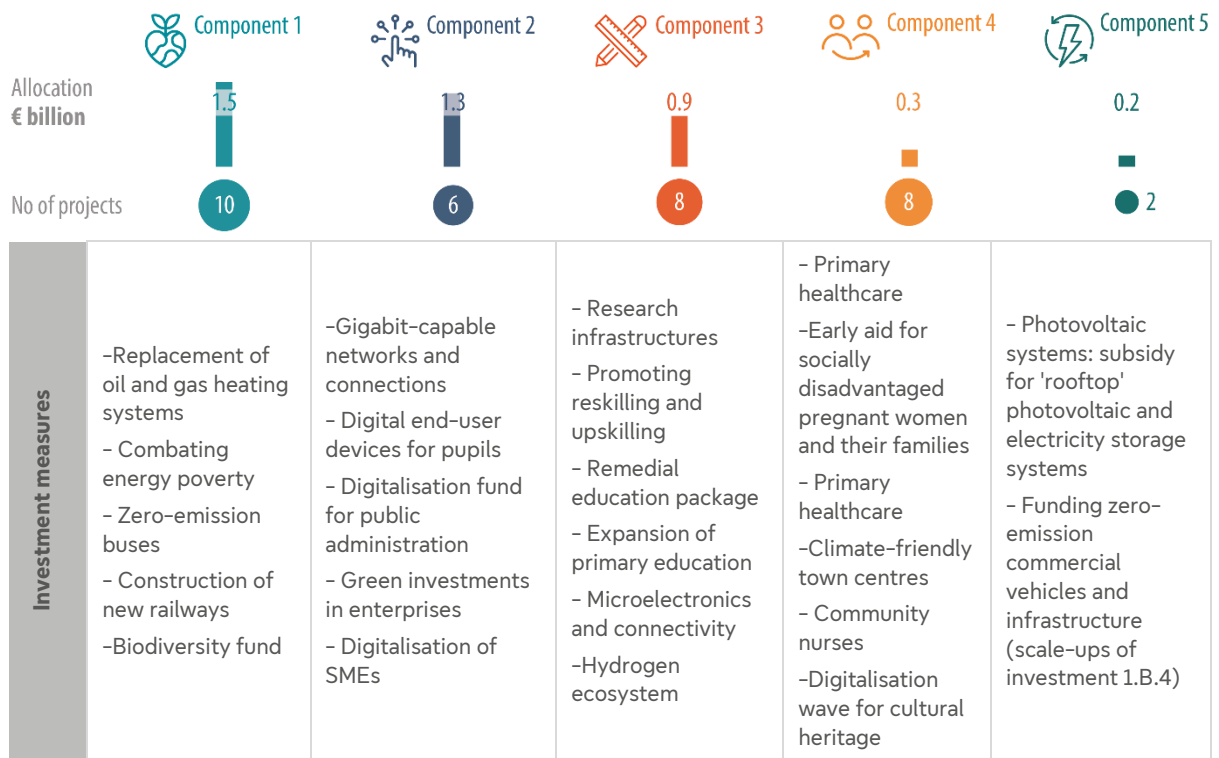 Component 1
Component 2
Component 3
Component 4
Component 5
Allocation
€ billion
1.5
1.3
0.9
0.3
0.2
No of projects
10
6
8
8
2
Investment measures
-Replacement of
oil and gas heating
systems
- Combating
energy poverty
- Zero-emission
buses
- Construction of
new railways
-Biodiversity fund
-Gigabit-capable
networks and
connections
- Digital end-user
devices for pupils
- Digitalisation fund
for public
administration
- Green investments
in enterprises
- Digitalisation of
SMEs
- Research
infrastructures
- Promoting
reskilling and
upskilling
- Remedial
education package
- Expansion of
primary education
- Microelectronics
and connectivity
-Hydrogen
ecosystem
- Primary
healthcare
-Early aid for
socially
disadvantaged
pregnant women
and their families
- Primary
healthcare
-Climate-friendly
town centres
- Community
nurses
-Digitalisation
wave for cultural
heritage
- Photovoltaic
systems: subsidy
for 'rooftop'
photovoltaic and
electricity storage
systems
- Funding zero-
emission
commercial
vehicles and
infrastructure
(scale-ups of
investment 1.B.4)